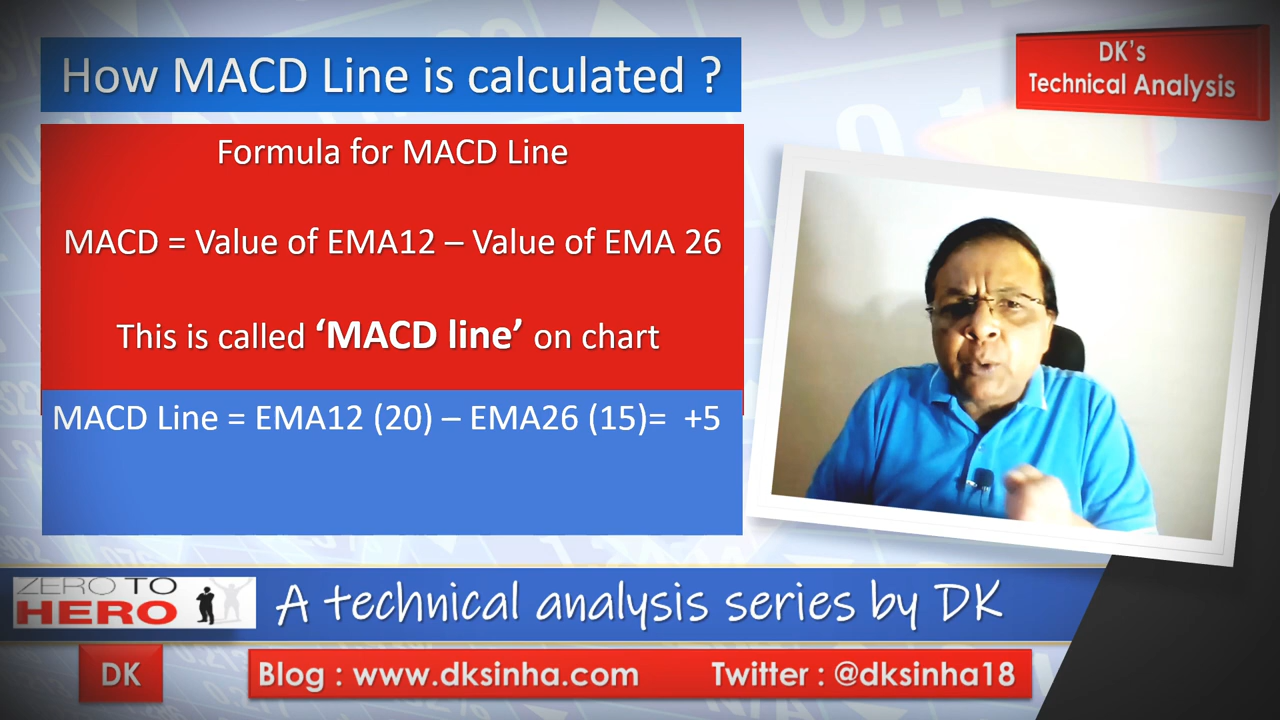 How MACD Line is calculated ?
DK's
Technical Analysis
Formula for MACD Line
MACD = Value of EMA12 – Value of EMA 26
This is called ‘MACD line’ on chart
MACD Line = EMA12 (20) – EMA26 (15)= +5
ZERO TO
HERO
A technical analysis series by DK
DK
Blog : www.dksinha.com
Twitter : @dksinha18